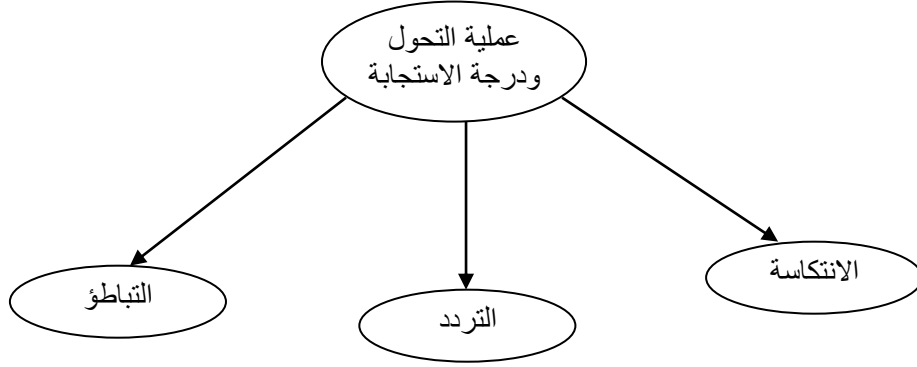 عملية التحول
ودرجة الاستجابة
الانتكاسة
التردد
التباطؤ